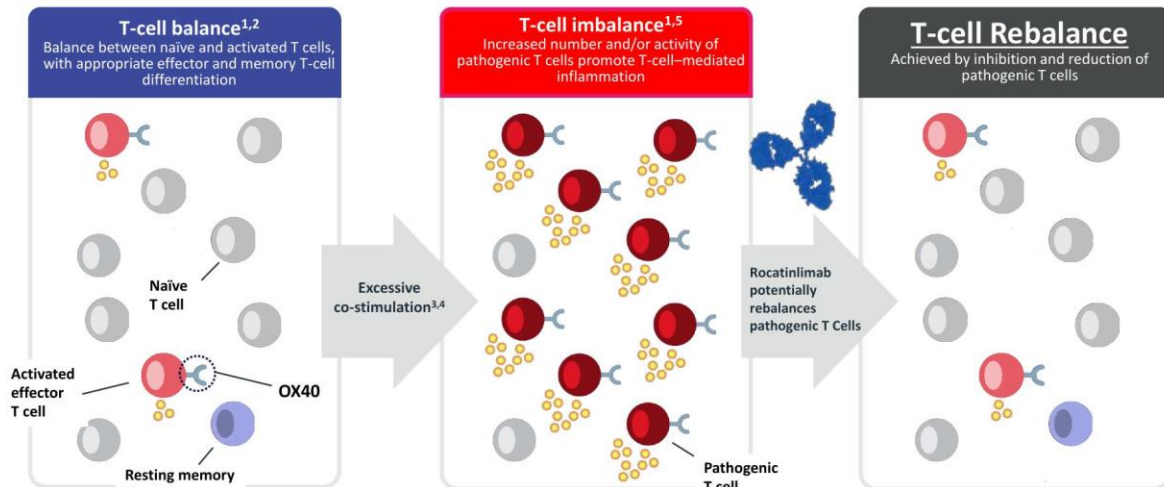 T-cell balance1,2
Balance between naïve and activated T cells,
with appropriate effector and memory T-cell
differentiation
Naïve
T cell
Activated
effector
T cell
OX40
Resting memory
Excessive
co-stimulation3,4
T-cell imbalance1,5
Increased number and/or activity of
pathogenic T cells promote T-cell–mediated
inflammation
Pathogenic
T cell
Rocatinlimab
potentially
rebalances
pathogenic T Cells
T-cell Rebalance
Achieved by inhibition and reduction of
pathogenic T cells